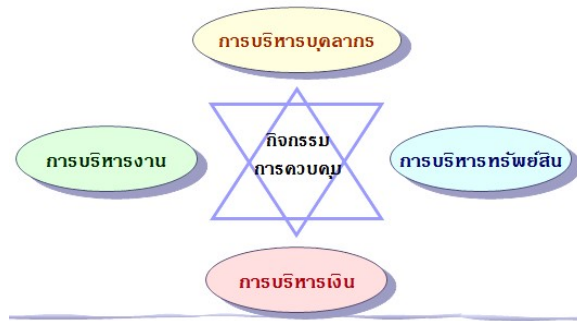 การบริหารบุคลากร
กิจกรรม
การควบคุม
การบริหารงาน
การบริหารทรัพย์สิน
การบริหารเงิน